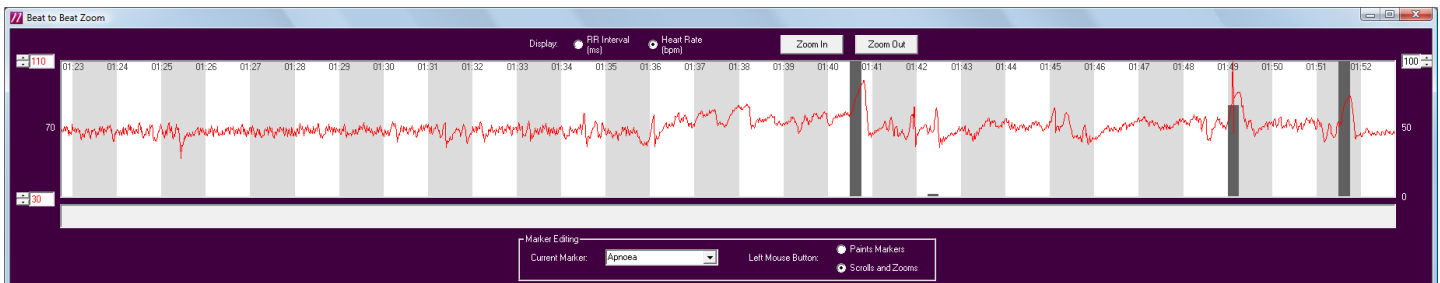 Beat to Beat Zoom
Display: RR Interval (ms) Heart Rate (bpm) Zoom In Zoom Out
110 01:23 01:24 01:25 01:26 01:27 01:28 01:29 01:30 01:31 01:32 01:33 01:34 01:35 01:36 01:37 01:38 01:39 01:40 01:41 01:42 01:43 01:44 01:45 01:46 01:47 01:48 01:49 01:50 01:51 01:52 100
70 50
30 0
Marker Editing
Current Marker: Apnoea Left Mouse Button: Paints Markers
Scrolls and Zooms